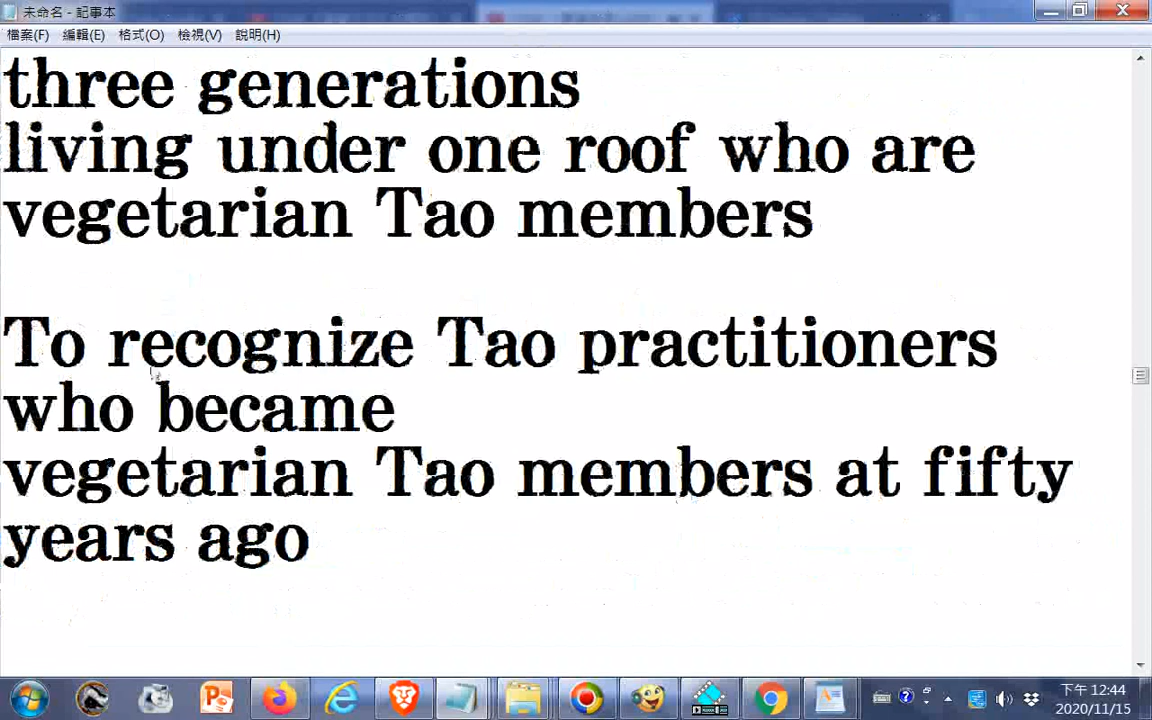 未命名 - 記事本
檔案(F) 編輯(E) 格式(O) 檢視(V) 說明(H)
three generations
living under one roof who are
vegetarian Tao members
To recognize Tao practitioners
who became
vegetarian Tao members at fifty
years ago
下午 12:44
2020/11/15